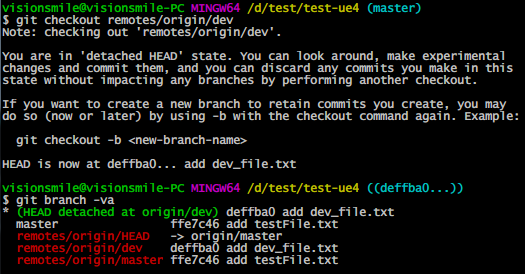 visionsmile@visionsmile-PC MINGW64 /d/test/test-ue4 (master)
$ git checkout remotes/origin/dev
Note: checking out 'remotes/origin/dev'.

You are in 'detached HEAD' state. You can look around, make experimental
changes and commit them, and you can discard any commits you make in this
state without impacting any branches by performing another checkout.

If you want to create a new branch to retain commits you create, you may
do so (now or later) by using -b with the checkout command again. Example:

  git checkout -b <new-branch-name>

HEAD is now at deffba0... add dev_file.txt

visionsmile@visionsmile-PC MINGW64 /d/test/test-ue4 ((deffba0...))
$ git branch -va
* (HEAD detached at origin/dev) deffba0 add dev_file.txt
  master                ffe7c46 add testFile.txt
  remotes/origin/HEAD   -> origin/master
  remotes/origin/dev    deffba0 add dev_file.txt
  remotes/origin/master ffe7c46 add testFile.txt